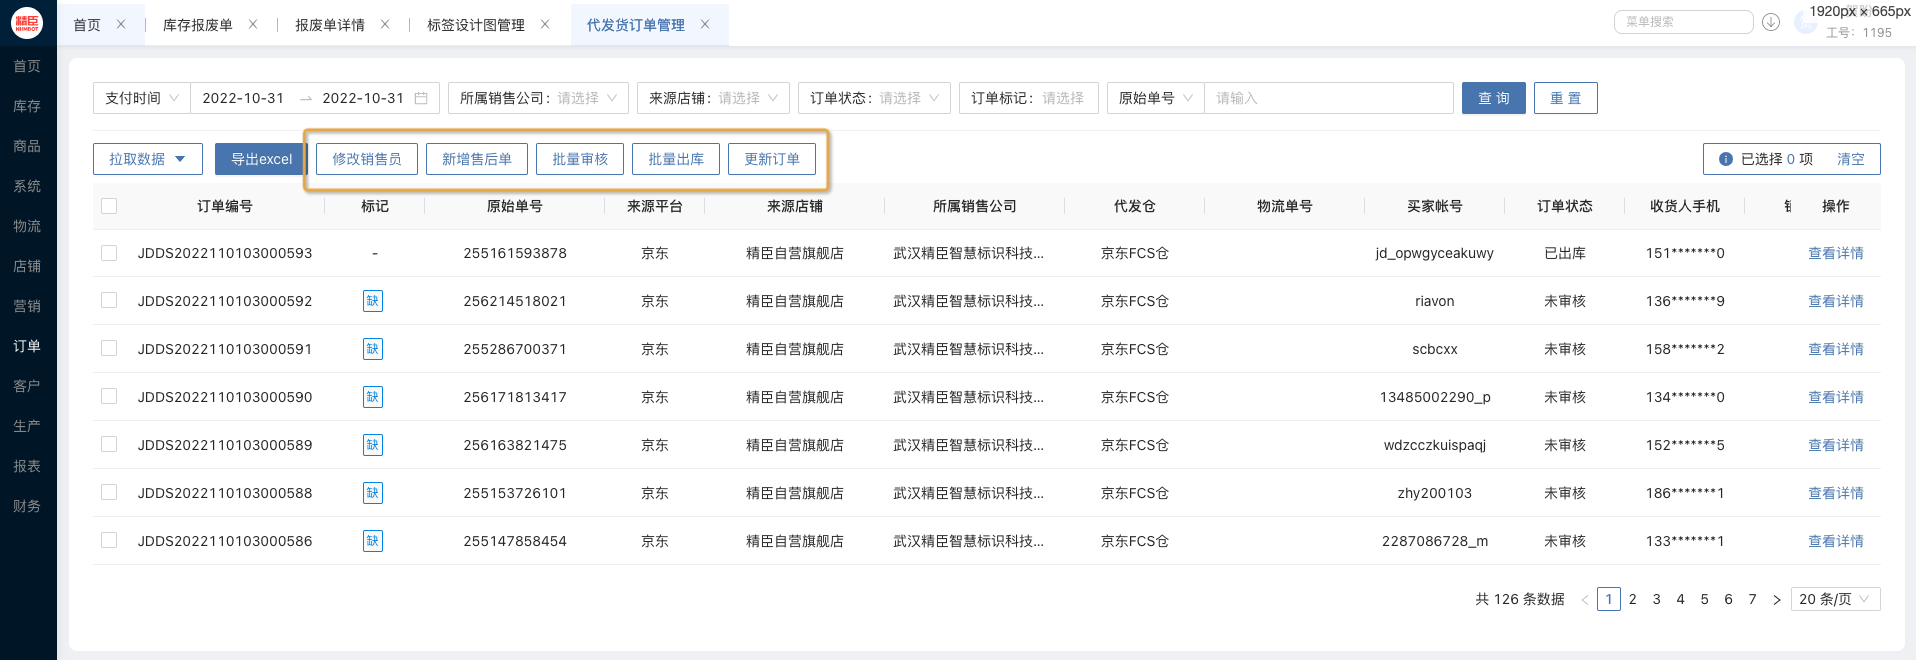 精臣
NIIMBOT
首页 库存报废单 报废单详情 标签设计图管理 代发货订单管理
菜单搜索
1920px × 665px
工号：1195
首页
库存
商品
系统
物流
店铺
营销
订单
客户
生产
报表
财务
支付时间 2022-10-31 → 2022-10-31 所属销售公司：请选择 来源店铺：请选择 订单状态：请选择 订单标记：请选择 原始单号 请输入 查 询 重 置
拉取数据 导出excel 修改销售员 新增售后单 批量审核 批量出库 更新订单 已选择 0 项 清空
订单编号 标记 原始单号 来源平台 来源店铺 所属销售公司 代发仓 物流单号 买家帐号 订单状态 收货人手机 操作
JDDS2022110103000593 - 255161593878 京东 精臣自营旗舰店 武汉精臣智慧标识科技... 京东FCS仓 jd_opwgyceakuwy 已出库 151*******0 查看详情
JDDS2022110103000592 缺 256214518021 京东 精臣自营旗舰店 武汉精臣智慧标识科技... 京东FCS仓 riavon 未审核 136*******9 查看详情
JDDS2022110103000591 缺 255286700371 京东 精臣自营旗舰店 武汉精臣智慧标识科技... 京东FCS仓 scbcxx 未审核 158*******2 查看详情
JDDS2022110103000590 缺 256171813417 京东 精臣自营旗舰店 武汉精臣智慧标识科技... 京东FCS仓 13485002290_p 未审核 134*******0 查看详情
JDDS2022110103000589 缺 256163821475 京东 精臣自营旗舰店 武汉精臣智慧标识科技... 京东FCS仓 wdzcczkuispaqj 未审核 152*******5 查看详情
JDDS2022110103000588 缺 255153726101 京东 精臣自营旗舰店 武汉精臣智慧标识科技... 京东FCS仓 zhy200103 未审核 186*******1 查看详情
JDDS2022110103000586 缺 255147858454 京东 精臣自营旗舰店 武汉精臣智慧标识科技... 京东FCS仓 2287086728_m 未审核 133*******1 查看详情
共 126 条数据 < 1 2 3 4 5 6 7 > 20 条/页